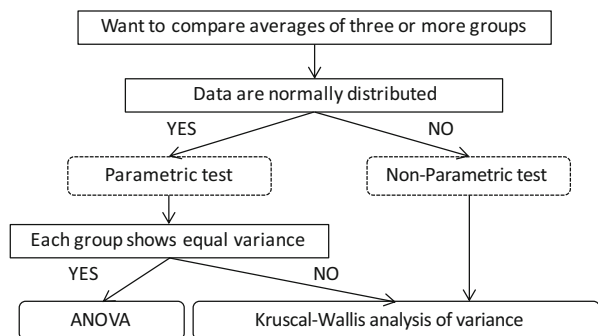 Want to compare averages of three or more groups
Data are normally distributed
YES
NO
Parametric test
Non-Parametric test
Each group shows equal variance
YES
NO
ANOVA
Kruscal-Wallis analysis of variance